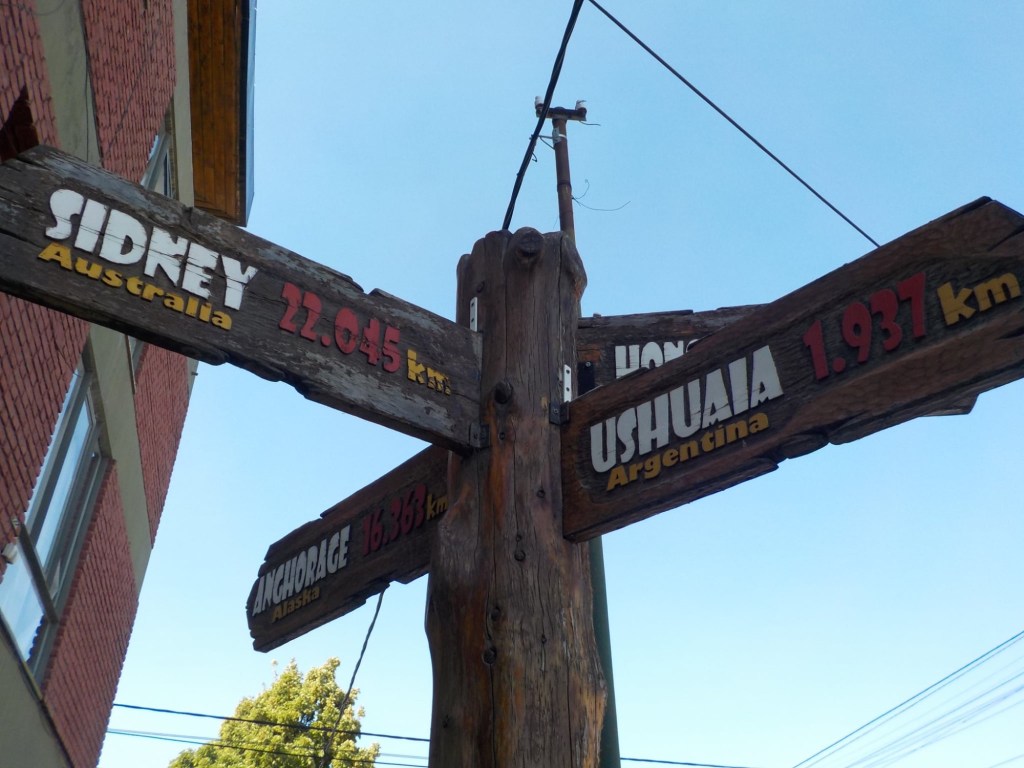 SIDNEY 22.045 km.
Australia
USHUAIA 1.937 km
Argentina
ANCHORAGE 16.363 km
Alaska